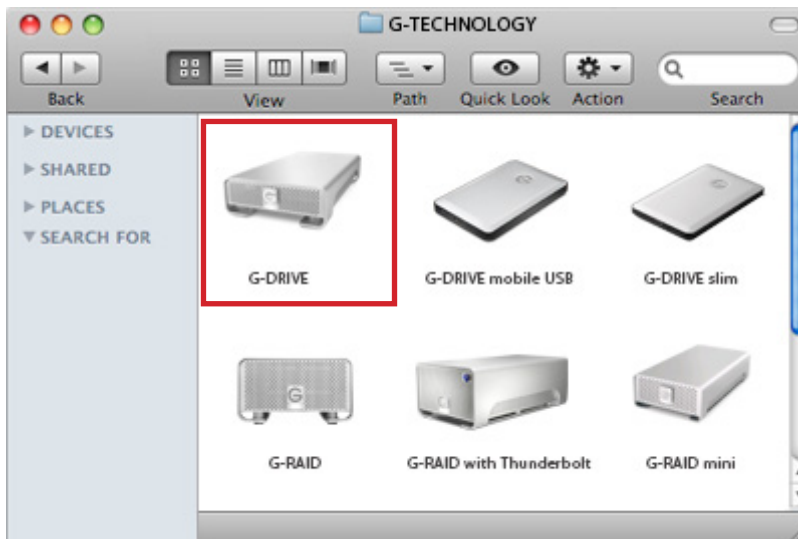 G-TECHNOLOGY
Back View Path Quick Look Action Search
DEVICES
SHARED
PLACES
SEARCH FOR
G
G-DRIVE G-DRIVE mobile USB G-DRIVE slim
G
G-RAID G-RAID with Thunderbolt G-RAID mini